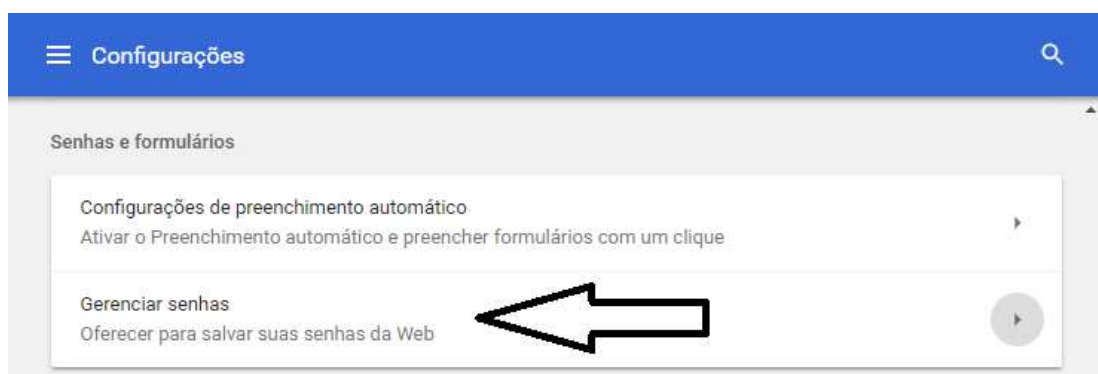 Configurações
Senhas e formulários
Configurações de preenchimento automático
Ativar o Preenchimento automático e preencher formulários com um clique
Gerenciar senhas
Oferecer para salvar suas senhas da Web